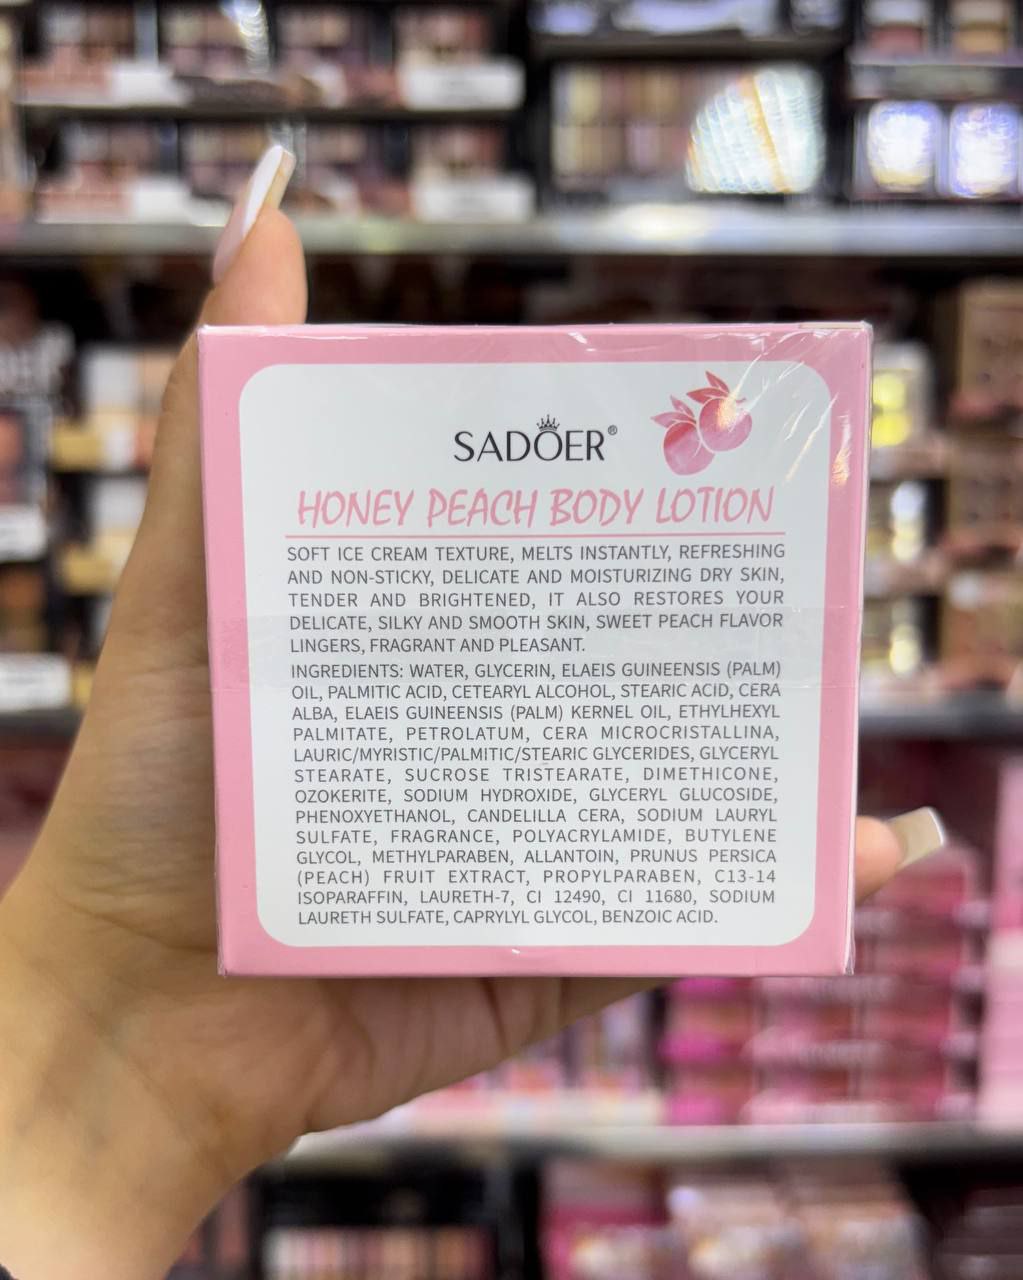 SADOER®
HONEY PEACH BODY LOTION
SOFT ICE CREAM TEXTURE, MELTS INSTANTLY, REFRESHING
AND NON-STICKY, DELICATE AND MOISTURIZING DRY SKIN,
TENDER AND BRIGHTENED, IT ALSO RESTORES YOUR
DELICATE, SILKY AND SMOOTH SKIN, SWEET PEACH FLAVOR
LINGERS, FRAGRANT AND PLEASANT.
INGREDIENTS: WATER, GLYCERIN, ELAEIS GUINEENSIS (PALM)
OIL, PALMITIC ACID, CETEARYL ALCOHOL, STEARIC ACID, CERA
ALBA, ELAEIS GUINEENSIS (PALM) KERNEL OIL, ETHYLHEXYL
PALMITATE, PETROLATUM, CERA MICROCRISTALLINA,
LAURIC/MYRISTIC/PALMITIC/STEARIC GLYCERIDES, GLYCERYL
STEARATE, SUCROSE TRISTEARATE, DIMETHICONE,
OZOKERITE, SODIUM HYDROXIDE, GLYCERYL GLUCOSIDE,
PHENOXYETHANOL, CANDELILLA CERA, SODIUM LAURYL
SULFATE, FRAGRANCE, POLYACRYLAMIDE, BUTYLENE
GLYCOL, METHYLPARABEN, ALLANTOIN, PRUNUS PERSICA
(PEACH) FRUIT EXTRACT, PROPYLPARABEN, C13-14
ISOPARAFFIN, LAURETH-7, CI 12490, CI 11680, SODIUM
LAURETH SULFATE, CAPRYLYL GLYCOL, BENZOIC ACID.